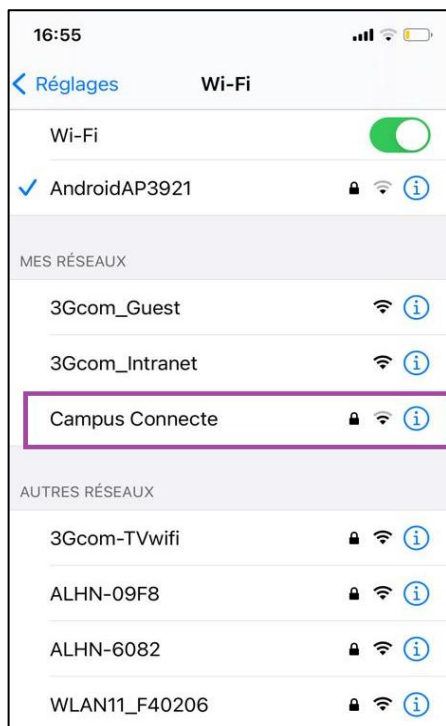 16:55
Réglages Wi-Fi
Wi-Fi
AndroidAP3921
MES RÉSEAUX
3Gcom_Guest
3Gcom_Intranet
Campus Connecte
AUTRES RÉSEAUX
3Gcom-TVwifi
ALHN-09F8
ALHN-6082
WLAN11_F40206